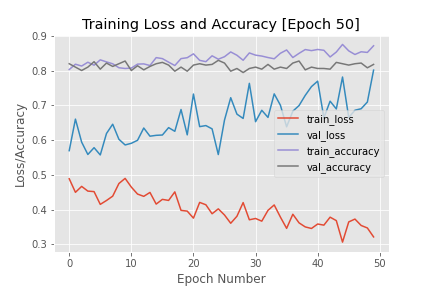 Training Loss and Accuracy [Epoch 50]
0.9
0.8
0.7
0.6
0.5
0.4
0.3
Loss/Accuracy
train_loss
val_loss
train_accuracy
val_accuracy
0 10 20 30 40 50
Epoch Number